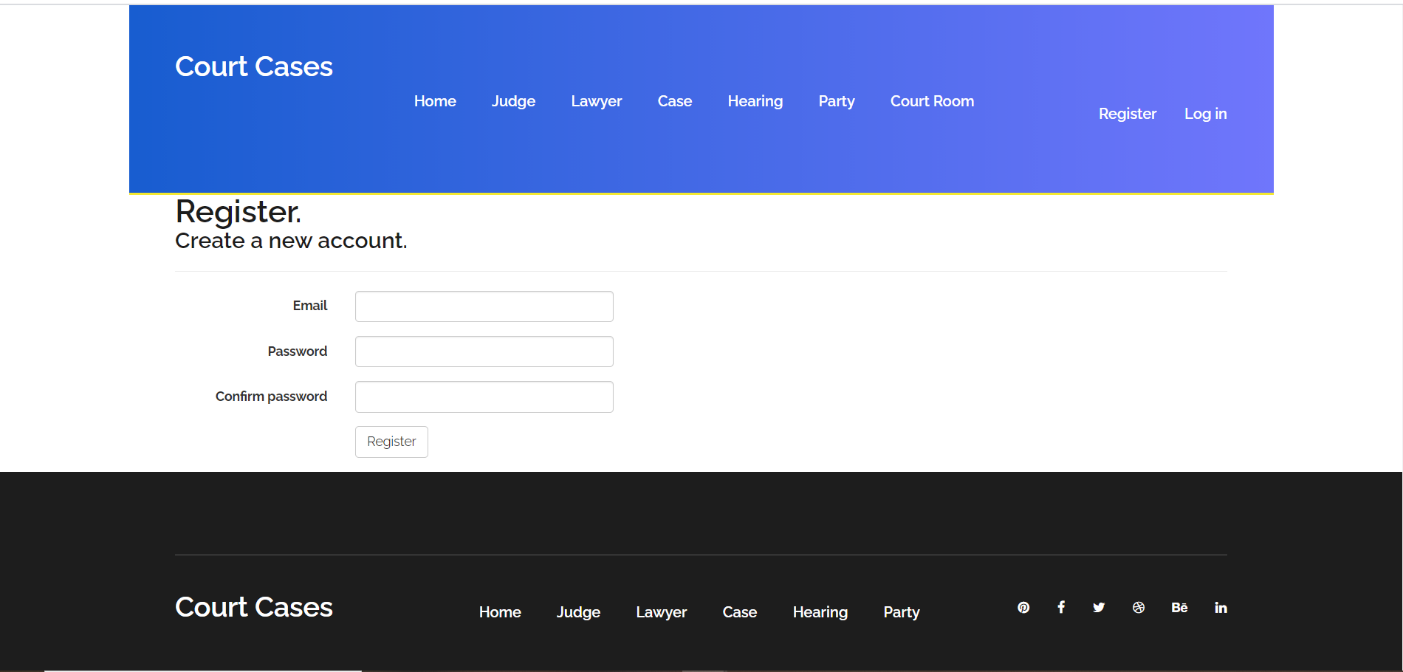 Court Cases
Home Judge Lawyer Case Hearing Party Court Room
Register Log in
Register.
Create a new account.
Email
Password
Confirm password
Register
Court Cases
Home Judge Lawyer Case Hearing Party
Bē in